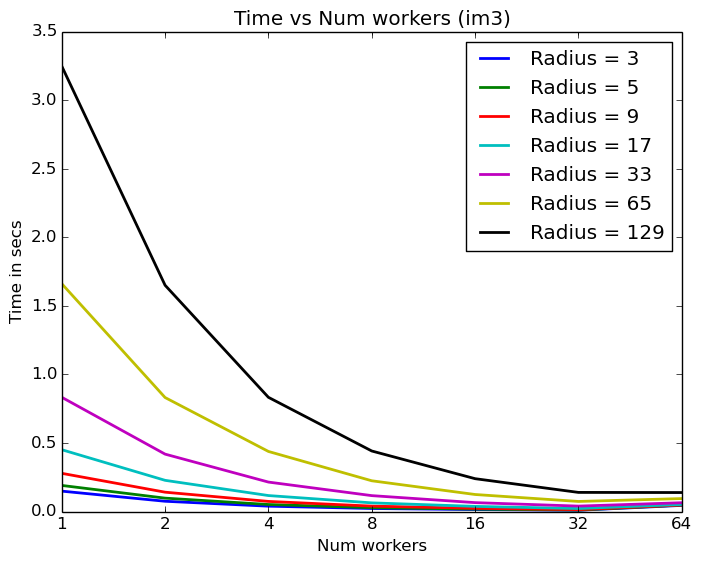 Time vs Num workers (im3)
3.5
3.0
2.5
2.0
1.5
1.0
0.5
0.0
Time in secs
Radius = 3
Radius = 5
Radius = 9
Radius = 17
Radius = 33
Radius = 65
Radius = 129
1 2 4 8 16 32 64
Num workers